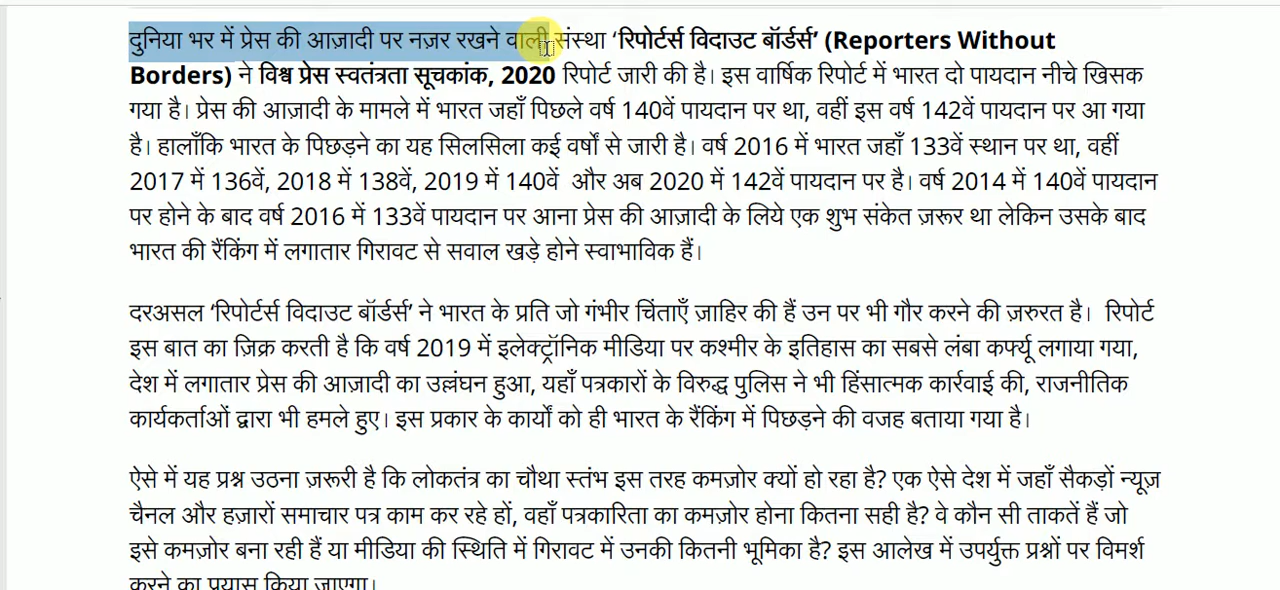 दुनिया भर में प्रेस की आज़ादी पर नज़र रखने वाली संस्था ‘रिपोर्टर्स विदाउट बॉर्डर्स’ (Reporters Without
Borders) ने विश्व प्रेस स्वतंत्रता सूचकांक, 2020 रिपोर्ट जारी की है। इस वार्षिक रिपोर्ट में भारत दो पायदान नीचे खिसक
गया है। प्रेस की आज़ादी के मामले में भारत जहाँ पिछले वर्ष 140वें पायदान पर था, वहीं इस वर्ष 142वें पायदान पर आ गया
है। हालाँकि भारत के पिछड़ने का यह सिलसिला कई वर्षों से जारी है। वर्ष 2016 में भारत जहाँ 133वें स्थान पर था, वहीं
2017 में 136वें, 2018 में 138वें, 2019 में 140वें और अब 2020 में 142वें पायदान पर है। वर्ष 2014 में 140वें पायदान
पर होने के बाद वर्ष 2016 में 133वें पायदान पर आना प्रेस की आज़ादी के लिये एक शुभ संकेत ज़रूर था लेकिन उसके बाद
भारत की रैंकिंग में लगातार गिरावट से सवाल खड़े होने स्वाभाविक हैं।
दरअसल ‘रिपोर्टर्स विदाउट बॉर्डर्स’ ने भारत के प्रति जो गंभीर चिंताएँ ज़ाहिर की हैं उन पर भी गौर करने की ज़रुरत है। रिपोर्ट
इस बात का ज़िक्र करती है कि वर्ष 2019 में इलेक्ट्रॉनिक मीडिया पर कश्मीर के इतिहास का सबसे लंबा कर्फ्यू लगाया गया,
देश में लगातार प्रेस की आज़ादी का उल्लंघन हुआ, यहाँ पत्रकारों के विरुद्ध पुलिस ने भी हिंसात्मक कार्रवाई की, राजनीतिक
कार्यकर्ताओं द्वारा भी हमले हुए। इस प्रकार के कार्यों को ही भारत के रैंकिंग में पिछड़ने की वजह बताया गया है।
ऐसे में यह प्रश्न उठना ज़रूरी है कि लोकतंत्र का चौथा स्तंभ इस तरह कमज़ोर क्यों हो रहा है? एक ऐसे देश में जहाँ सैकड़ों न्यूज़
चैनल और हज़ारों समाचार पत्र काम कर रहे हों, वहाँ पत्रकारिता का कमज़ोर होना कितना सही है? वे कौन सी ताकतें हैं जो
इसे कमज़ोर बना रही हैं या मीडिया की स्थिति में गिरावट में उनकी कितनी भूमिका है? इस आलेख में उपर्युक्त प्रश्नों पर विमर्श
करने का प्रयास किया जाएगा।